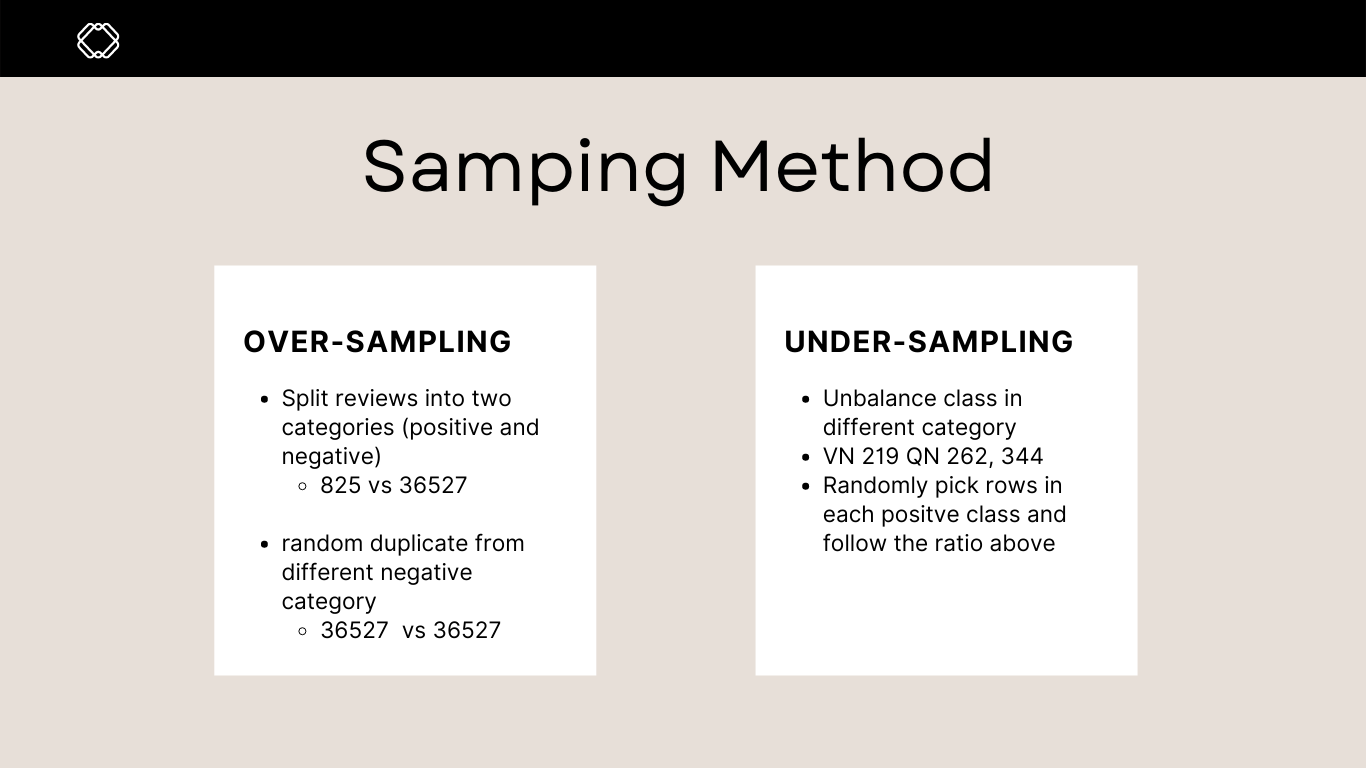 Samping Method
OVER-SAMPLING
• Split reviews into two
categories (positive and
negative)
◦ 825 vs 36527
• random duplicate from
different negative
category
◦ 36527  vs 36527
UNDER-SAMPLING
• Unbalance class in
different category
• VN 219 QN 262, 344
• Randomly pick rows in
each positve class and
follow the ratio above